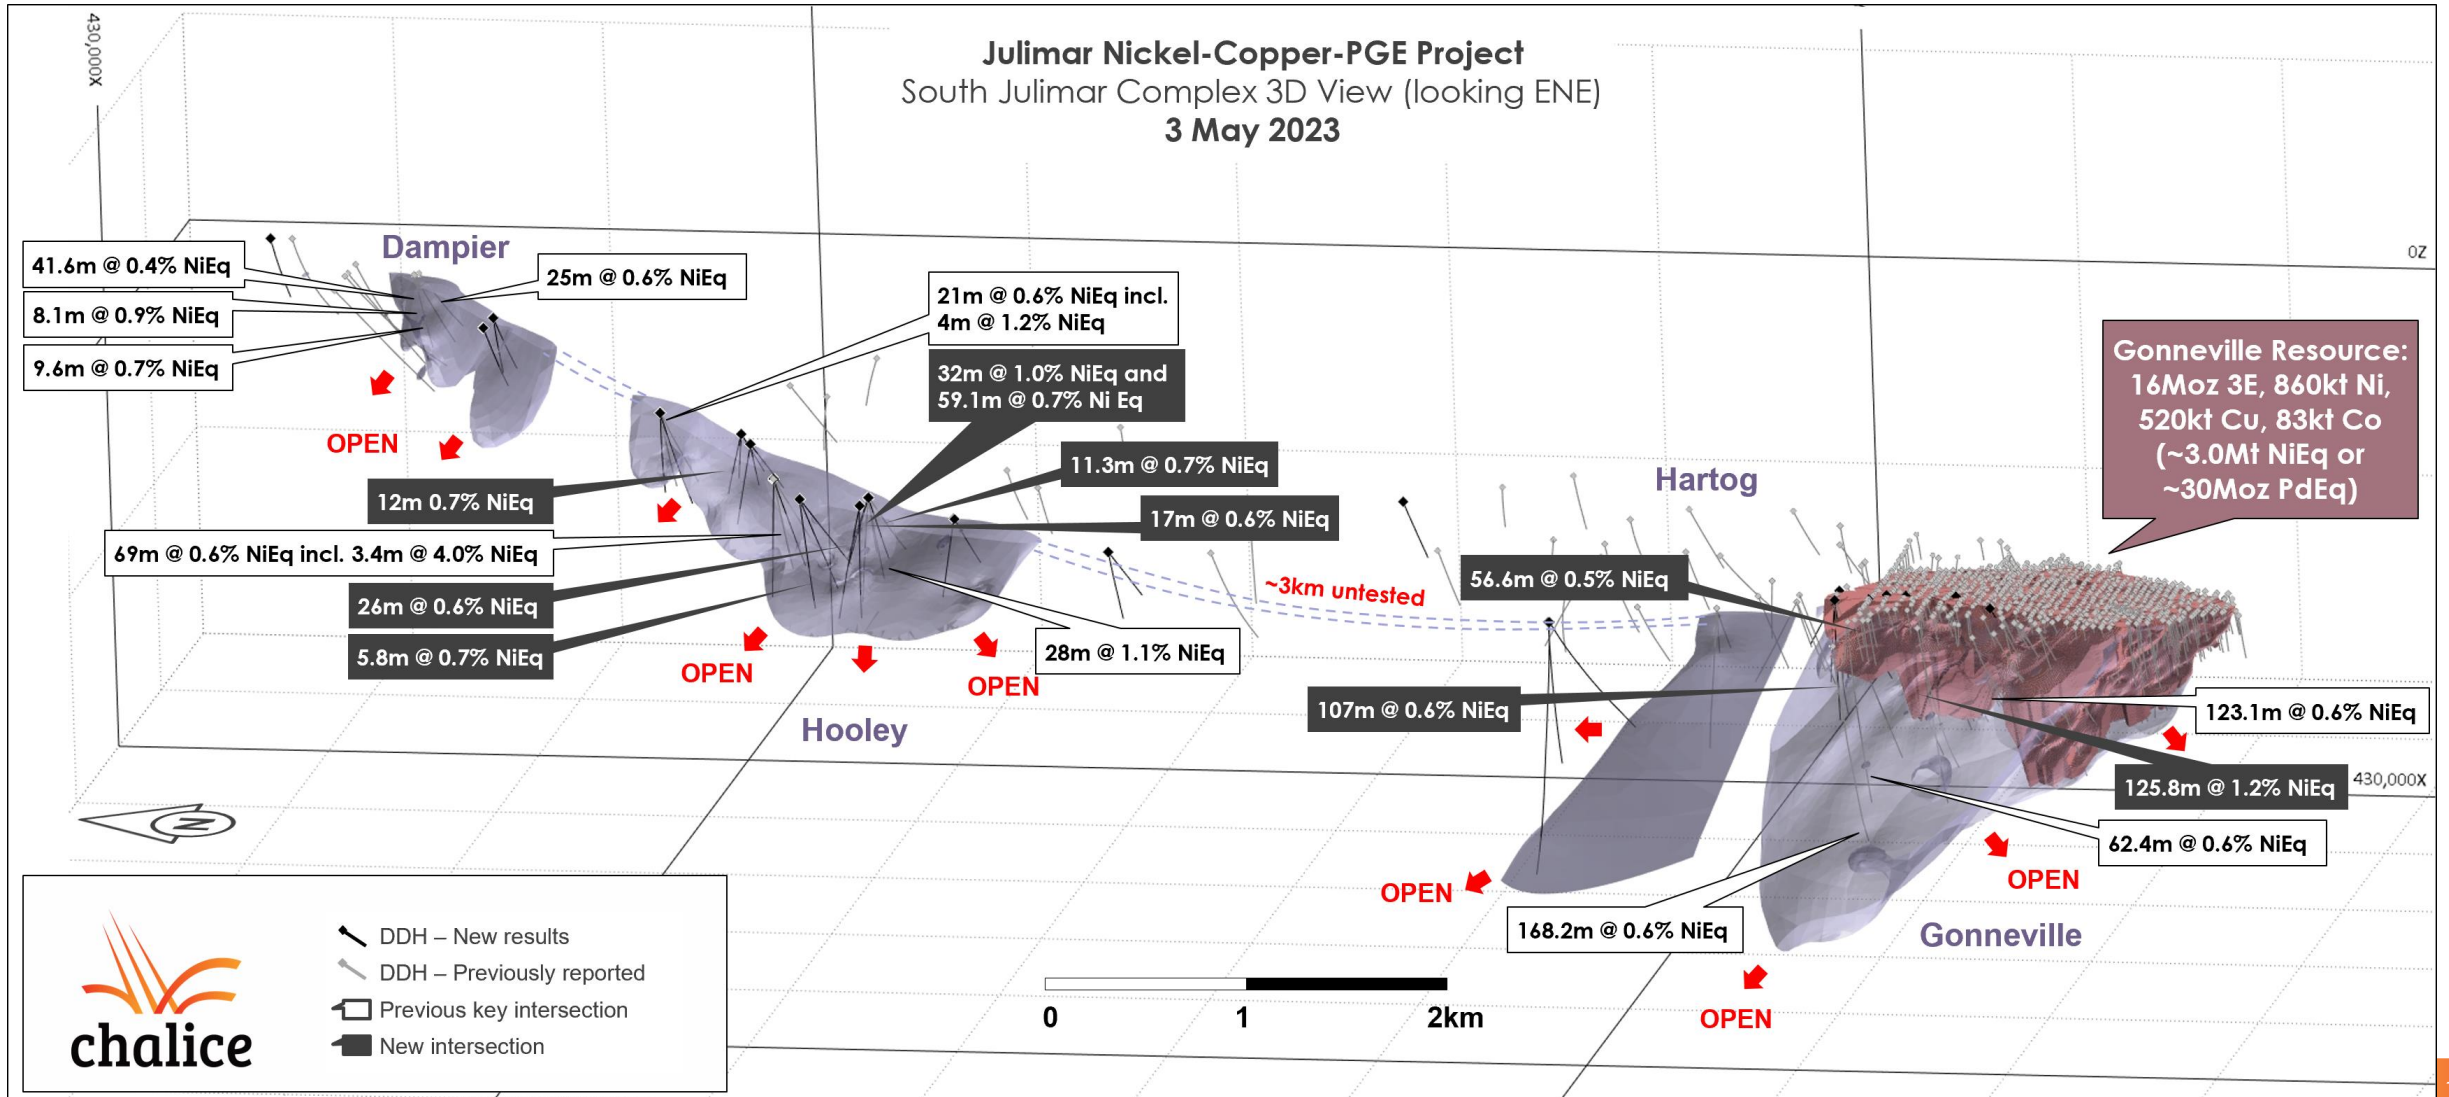 430,000X
Julimar Nickel-Copper-PGE Project
South Julimar Complex 3D View (looking ENE)
3 May 2023
0Z
Dampier
41.6m @ 0.4% NiEq
8.1m @ 0.9% NiEq
9.6m @ 0.7% NiEq
25m @ 0.6% NiEq
OPEN
21m @ 0.6% NiEq incl.
4m @ 1.2% NiEq
32m @ 1.0% NiEq and
59.1m @ 0.7% Ni Eq
11.3m @ 0.7% NiEq
17m @ 0.6% NiEq
12m 0.7% NiEq
69m @ 0.6% NiEq incl. 3.4m @ 4.0% NiEq
26m @ 0.6% NiEq
5.8m @ 0.7% NiEq
28m @ 1.1% NiEq
OPEN
OPEN
Hooley
~3km untested
Hartog
Gonneville Resource:
16Moz 3E, 860kt Ni,
520kt Cu, 83kt Co
(~3.0Mt NiEq or
~30Moz PdEq)
56.6m @ 0.5% NiEq
107m @ 0.6% NiEq
123.1m @ 0.6% NiEq
125.8m @ 1.2% NiEq
430,000X
62.4m @ 0.6% NiEq
168.2m @ 0.6% NiEq
OPEN
OPEN
OPEN
Gonneville
N
chalice
DDH – New results
DDH – Previously reported
Previous key intersection
New intersection
0 1 2km